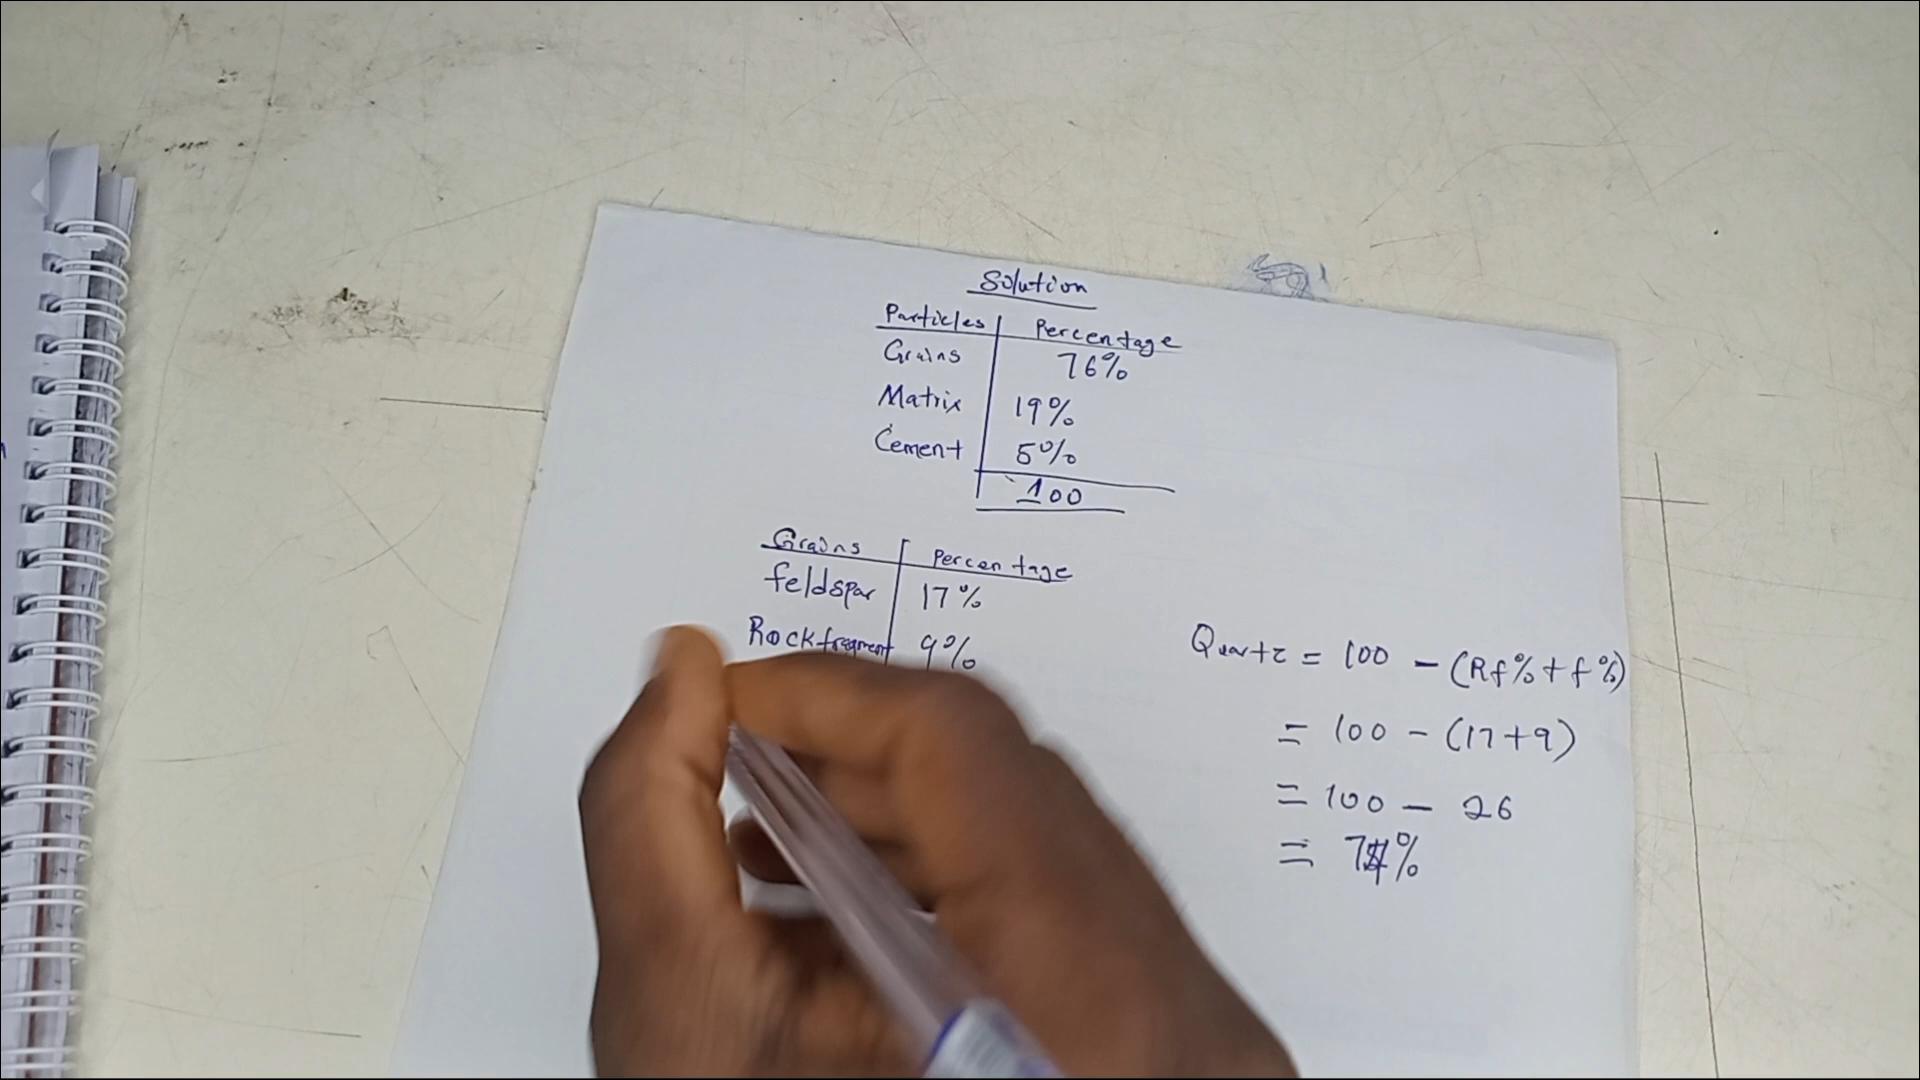 Solution
Particles Percentage
Grains 76%
Matrix 19%
Cement 5%
100
Grains Percentage
feldspar 17%
Rock fragment 9%
Quartz = 100 - (Rf% + f%)
= 100 - (17+9)
= 100 - 26
= 74%